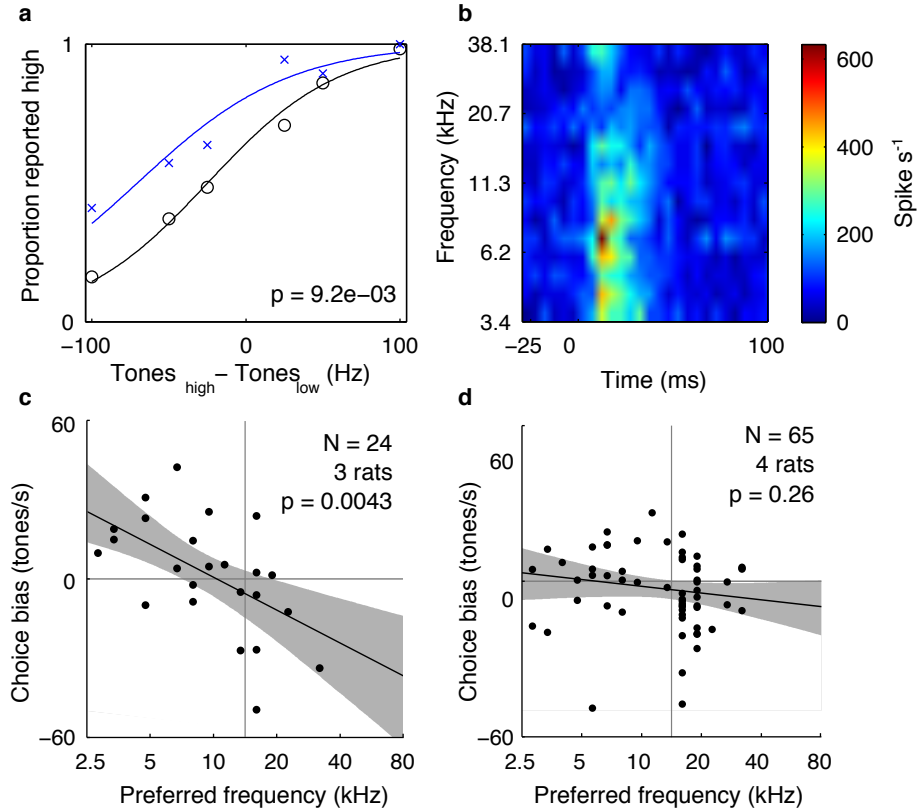 a
1
Proportion reported high
0
p = 9.2e−03
−100
0
100
Tones high − Tones low (Hz)
b
38.1
20.7
11.3
6.2
3.4
Frequency (kHz)
−25
0
100
Time (ms)
600
400
200
0
Spike s-1
c
60
0
−60
Choice bias (tones/s)
N = 24
3 rats
p = 0.0043
2.5
5
10
20
40
80
Preferred frequency (kHz)
d
60
0
−60
Choice bias (tones/s)
N = 65
4 rats
p = 0.26
2.5
5
10
20
40
80
Preferred frequency (kHz)